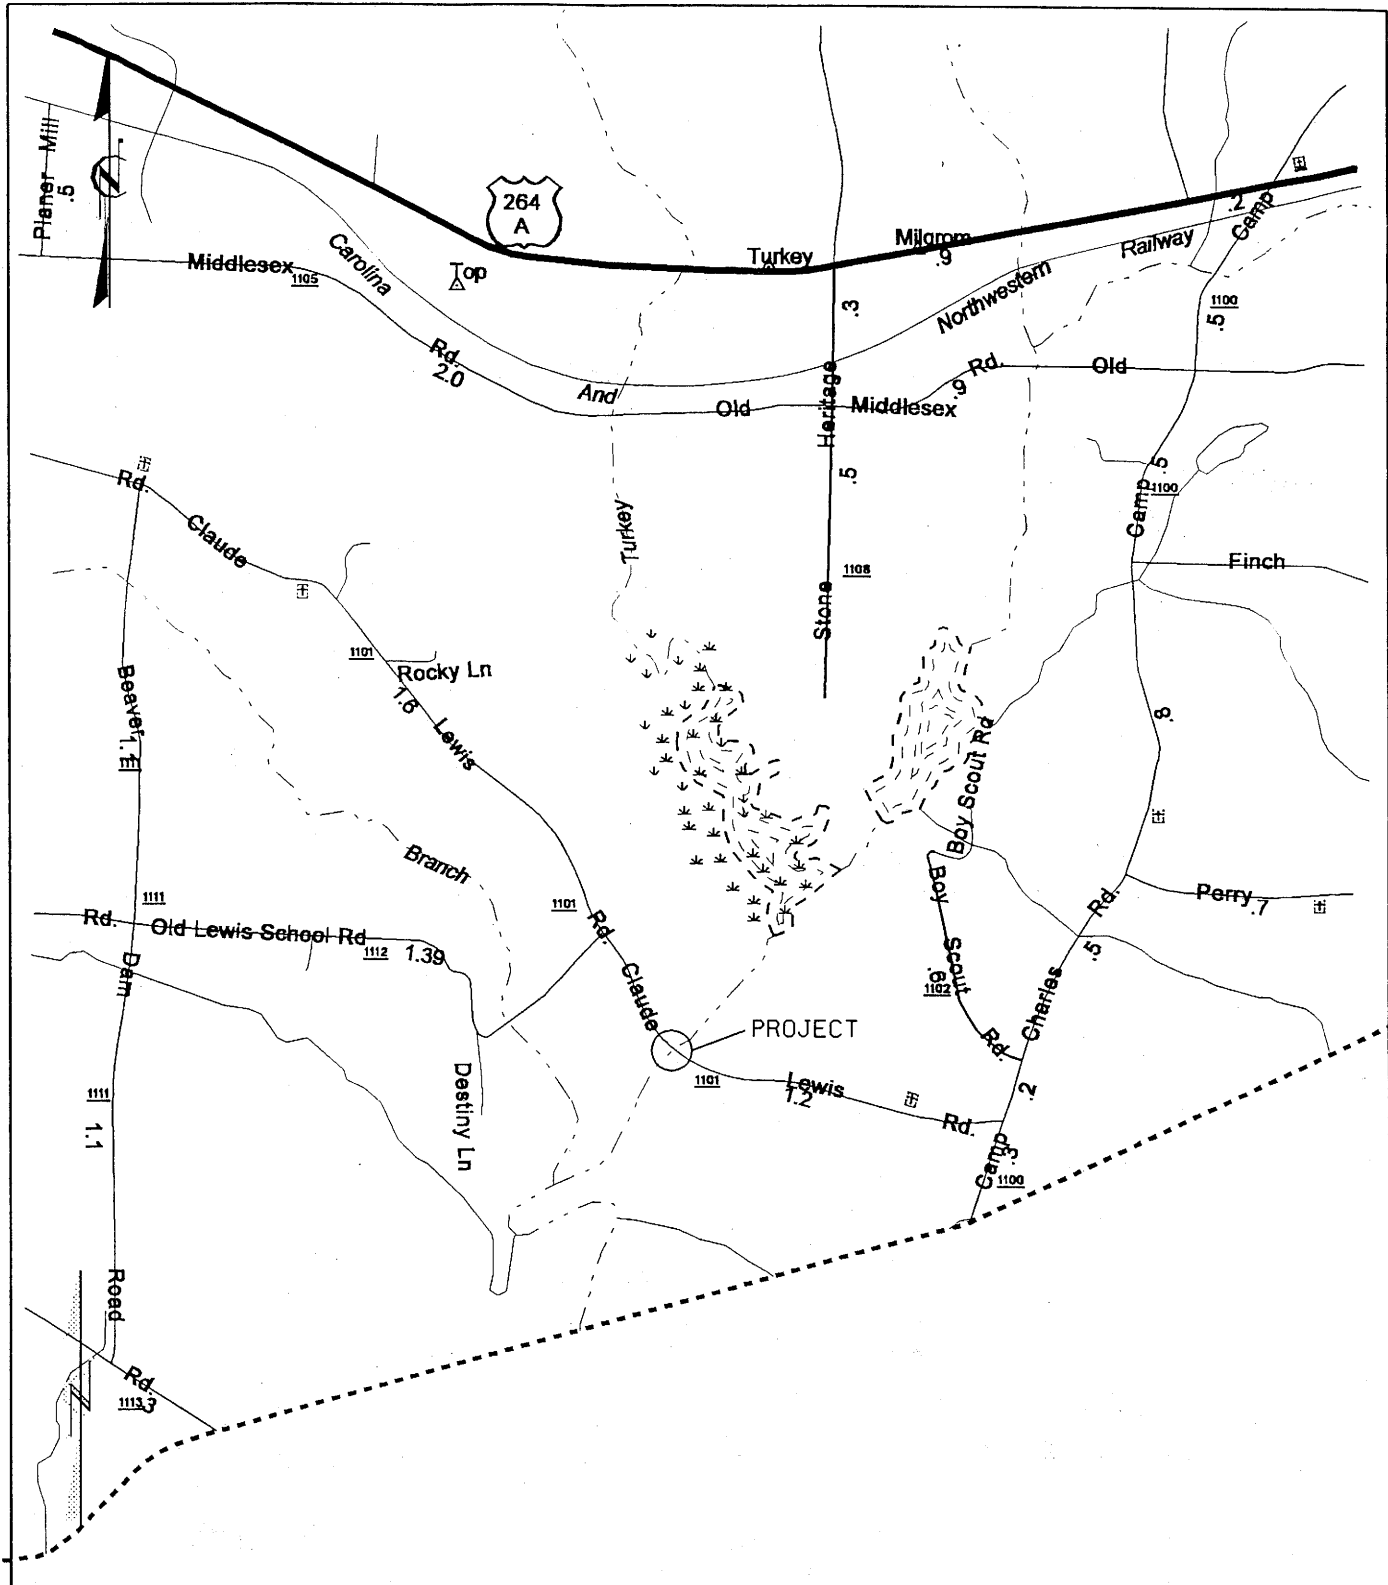 Planer Mill
.5
264
A
Carolina
Top
Turkey
Milgrom
.9
Railway
.2
Camp
Middlesex
1105
Northwestern
.3
1100
.5
Rd.
2.0
And
Old
Heritage
Middlesex
.9
Rd.
Old
Rd.
Claude
Turkey
.5
Stone
1108
.5
Camp
1100
Finch
1101
Rocky Ln
1.6
Lewis
Beaver
1.1
.8
Boy Scout Rd
Branch
1111
1101
Rd.
Boy
Rd.
Perry
.7
Rd.
Old Lewis School Rd
1112
1.39
Dam
Claude
Scout
.6
1102
.5
Charles
PROJECT
Rd.
1111
1.1
Destiny Ln
1101
Lewis
1.2
Rd.
.2
Camp
.3
1100
Road
Rd.
1113
.3